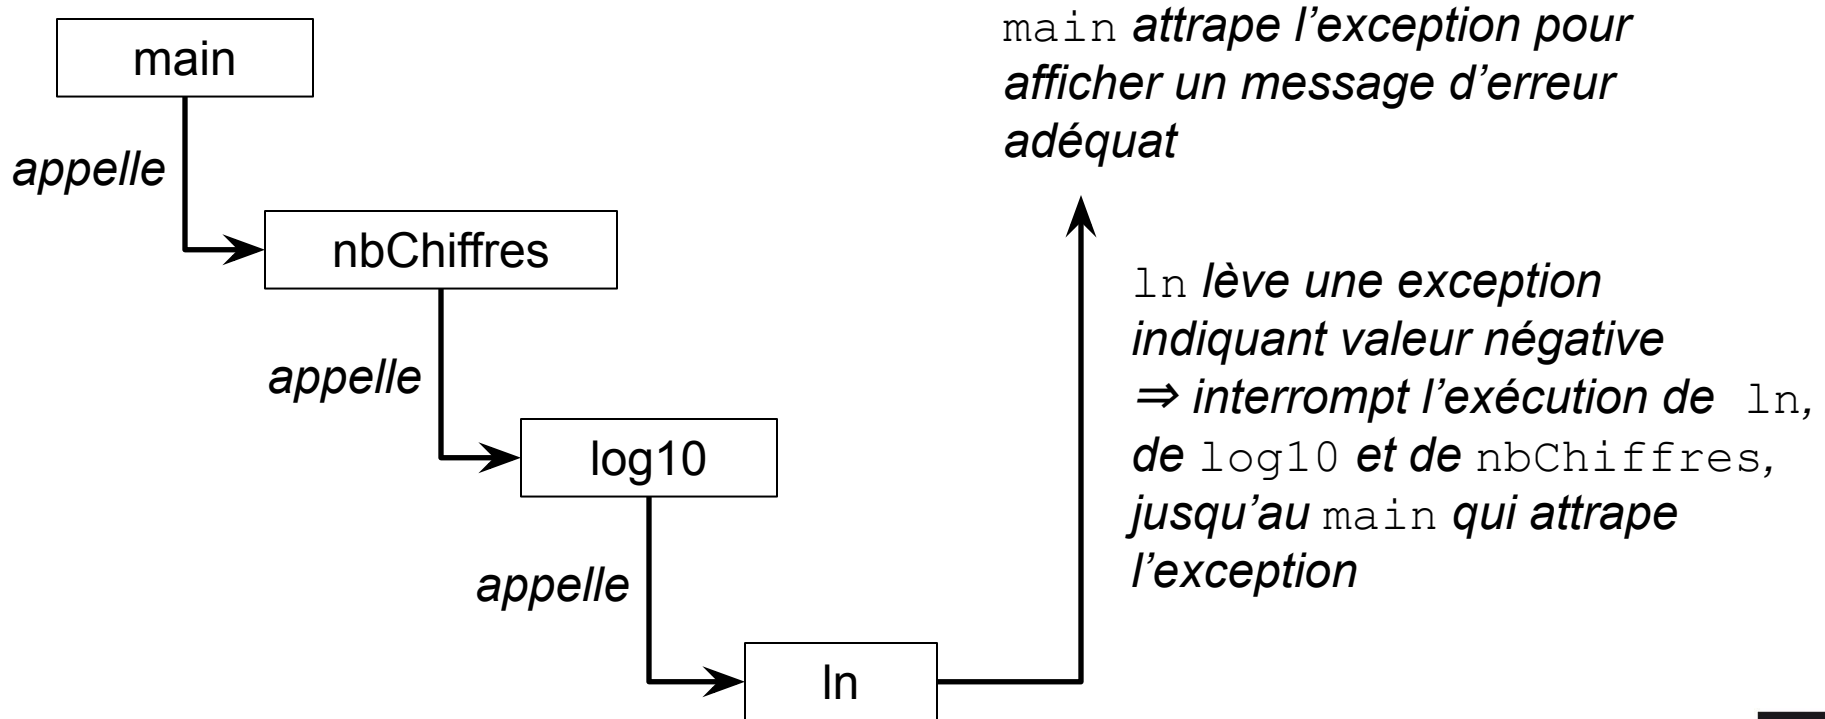 main
appelle
nbChiffres
appelle
log10
appelle
ln
main attrape l’exception pour
afficher un message d’erreur
adéquat
ln lève une exception
indiquant valeur négative
⇒ interrompt l’exécution de ln,
de log10 et de nbChiffres,
jusqu’au main qui attrape
l’exception